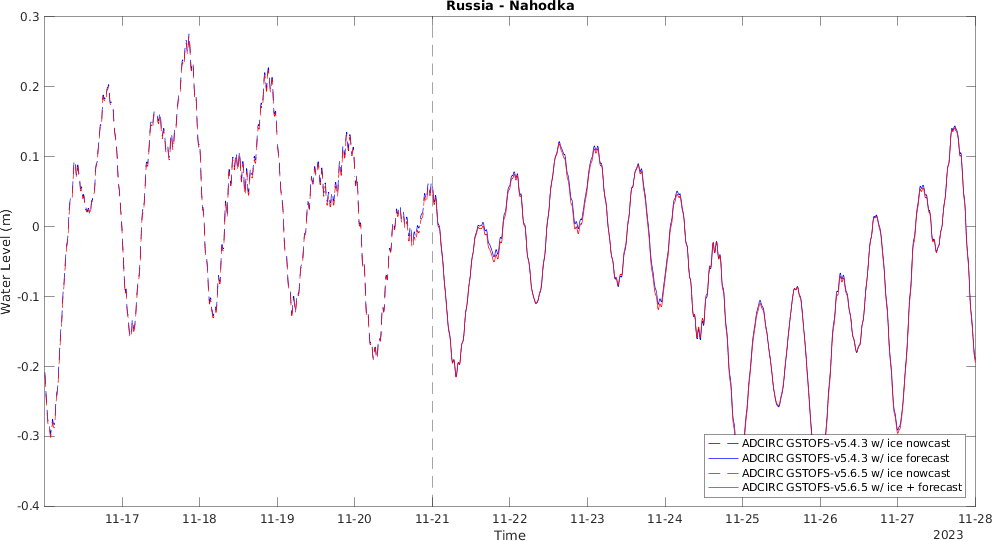 Russia - Nahodka
Water Level (m)
0.3
0.2
0.1
0
-0.1
-0.2
-0.3
-0.4
ADCIRC GSTOFS-v5.4.3 w/ ice nowcast
ADCIRC GSTOFS-v5.4.3 w/ ice forecast
ADCIRC GSTOFS-v5.6.5 w/ ice nowcast
ADCIRC GSTOFS-v5.6.5 w/ ice + forecast
11-17 11-18 11-19 11-20 11-21 11-22 11-23 11-24 11-25 11-26 11-27 11-28
Time
2023